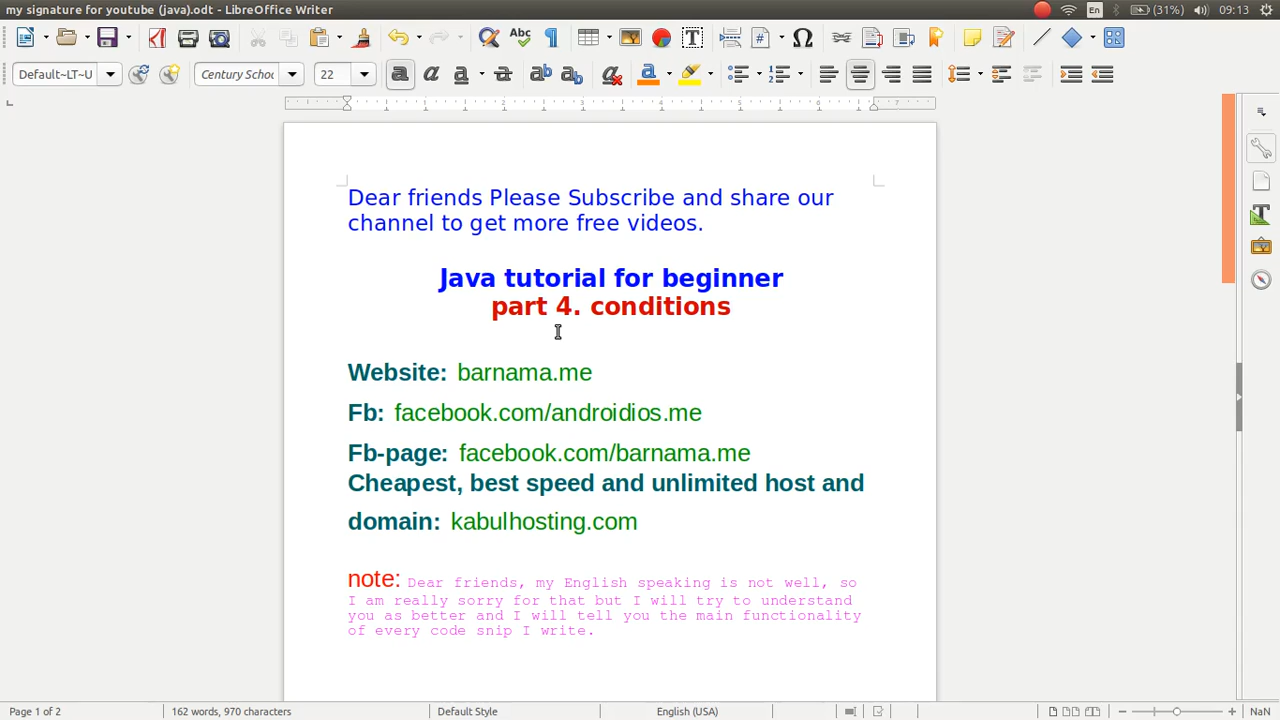 my signature for youtube (java).odt - LibreOffice Writer
En
(31%)
09:13
Default~LT~U
Century Schoo
22
Dear friends Please Subscribe and share our
channel to get more free videos.
Java tutorial for beginner
part 4. conditions
Website: barnama.me
Fb: facebook.com/androidios.me
Fb-page: facebook.com/barnama.me
Cheapest, best speed and unlimited host and
domain: kabulhosting.com
note: Dear friends, my English speaking is not well, so
I am really sorry for that but I will try to understand
you as better and I will tell you the main functionality
of every code snip I write.
Page 1 of 2
162 words, 970 characters
Default Style
English (USA)
NaN